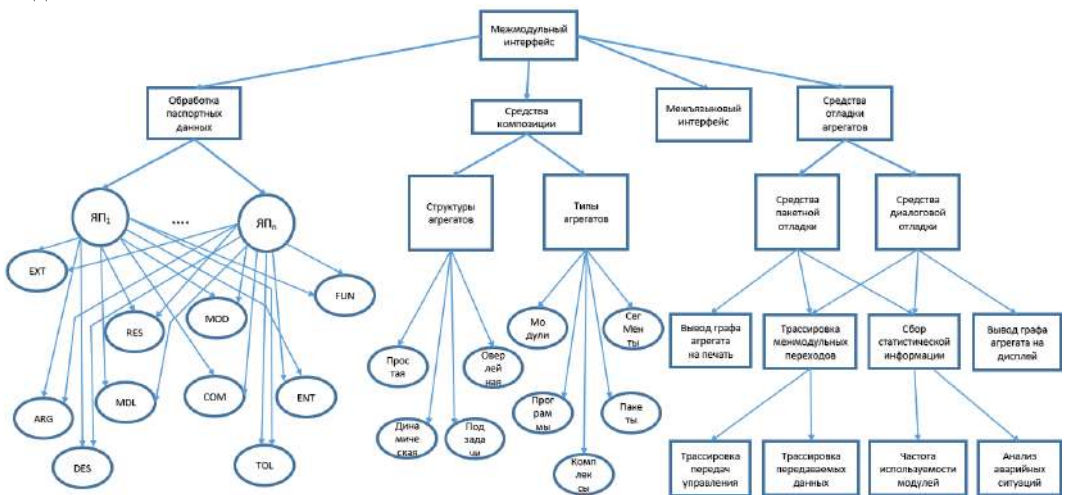 Межмодульный
интерфейс
Обработка
паспортных
данных
Средства
композиции
Межъязыковый
интерфейс
Средства
отладки
агрегатов
ЯП₁
....
ЯПₙ
Структуры
агрегатов
Типы
агрегатов
Средства
пакетной
отладки
Средства
диалоговой
отладки
EXT
FUN
RES
MOD
ARG
MDL
COM
ENT
DES
TOL
Прос
тая
Овер
лей
ная
Дина
миче
ская
Под
зада
чи
Мо
дули
Сег
Мен
ты
Прог
рам
мы
Паке
ты
Комп
лек
сы
Вывод графа
агрегата
на печать
Трассировка
межмодульных
переходов
Сбор
статистической
информации
Вывод графа
агрегата на
дисплей
Трассировка
передач
управления
Трассировка
передаваемых
данных
Частота
используемости
модулей
Анализ
аварийных
ситуаций